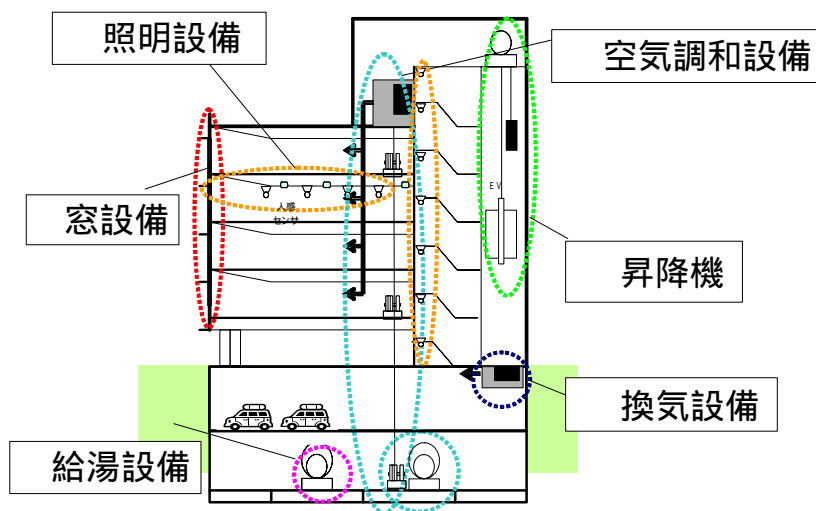 照明設備
空気調和設備
窓設備
人感
センサ
EV
昇降機
換気設備
給湯設備